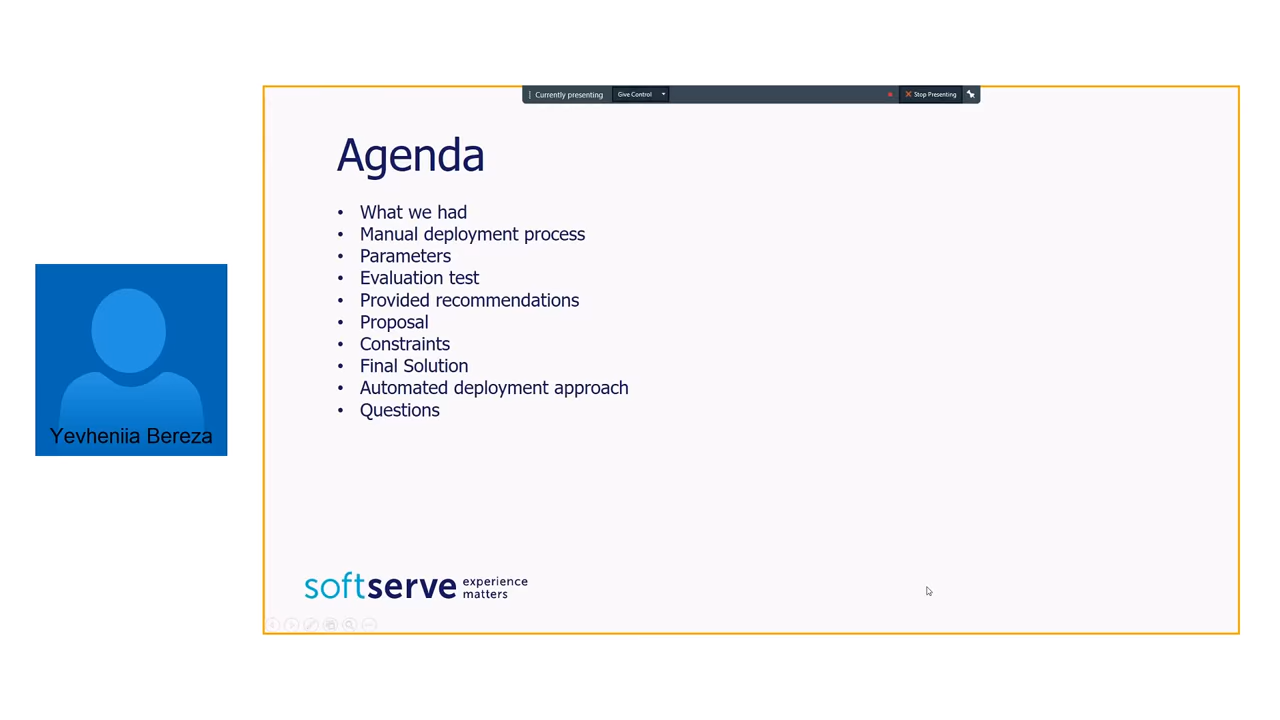 Currently presenting Give Control Stop Presenting
Agenda
• What we had
• Manual deployment process
• Parameters
• Evaluation test
• Provided recommendations
• Proposal
• Constraints
• Final Solution
• Automated deployment approach
• Questions
Yevheniia Bereza
softserve experience
matters